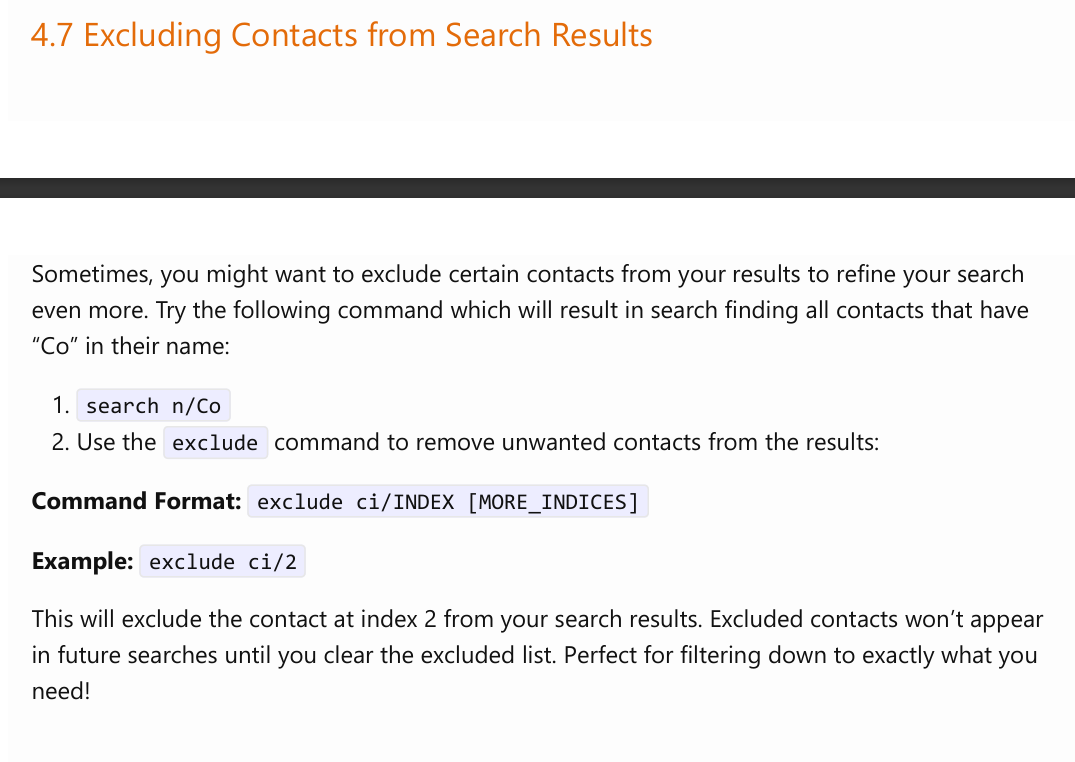 4.7 Excluding Contacts from Search Results
Sometimes, you might want to exclude certain contacts from your results to refine your search
even more. Try the following command which will result in search finding all contacts that have
“Co” in their name:
1. search n/Co
2. Use the exclude command to remove unwanted contacts from the results:
Command Format: exclude ci/INDEX [MORE_INDICES]
Example: exclude ci/2
This will exclude the contact at index 2 from your search results. Excluded contacts won’t appear
in future searches until you clear the excluded list. Perfect for filtering down to exactly what you
need!